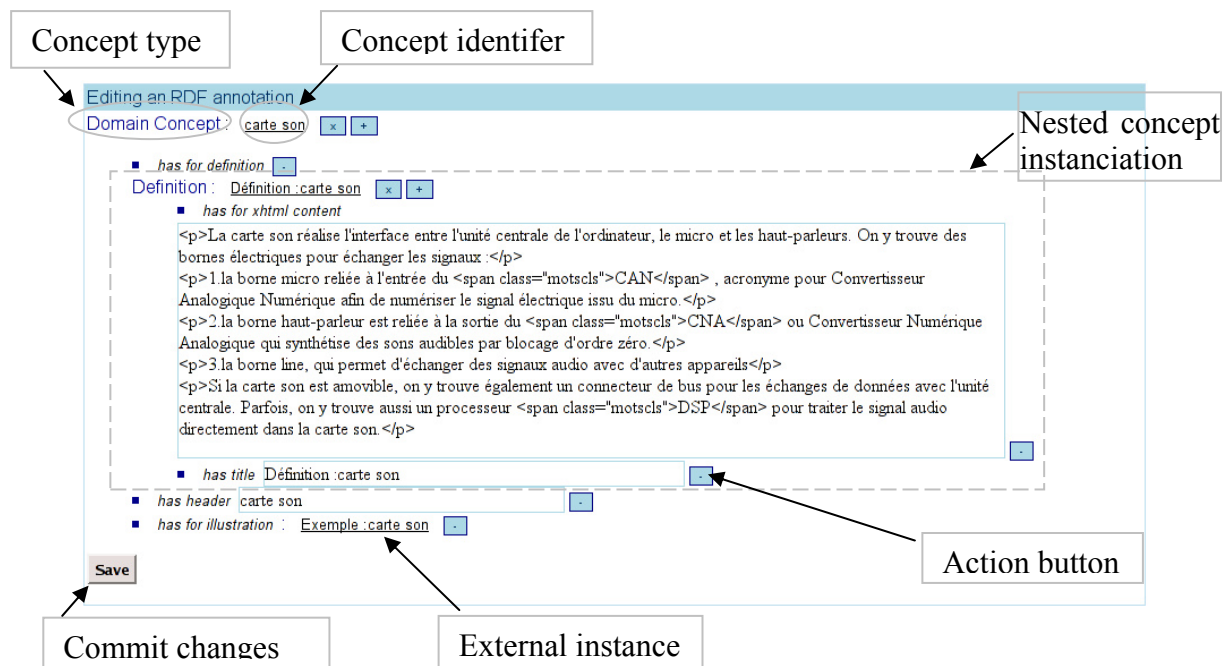 Concept type
Concept identifer
Editing an RDF annotation
Domain Concept : carte son x +
Nested concept
instanciation
has for definition -
Definition : Définition :carte son x +
has for xhtml content
<p>La carte son réalise l'interface entre l'unité centrale de l'ordinateur, le micro et les haut-parleurs. On y trouve des
bornes électriques pour échanger les signaux :</p>
<p>1.la borne micro reliée à l'entrée du <span class="motscls">CAN</span> , acronyme pour Convertisseur
Analogique Numérique afin de numériser le signal électrique issu du micro.</p>
<p>2.la borne haut-parleur est reliée à la sortie du <span class="motscls">CNA</span> ou Convertisseur Numérique
Analogique qui synthétise des sons audibles par blocage d'ordre zéro.</p>
<p>3.la borne line, qui permet d'échanger des signaux audio avec d'autres appareils</p>
<p>Si la carte son est amovible, on y trouve également un connecteur de bus pour les échanges de données avec l'unité
centrale. Parfois, on y trouve aussi un processeur <span class="motscls">DSP</span> pour traiter le signal audio
directement dans la carte son.</p>
-
has title Définition :carte son -
has header carte son -
has for illustration : Exemple :carte son -
Action button
Save
Commit changes
External instance